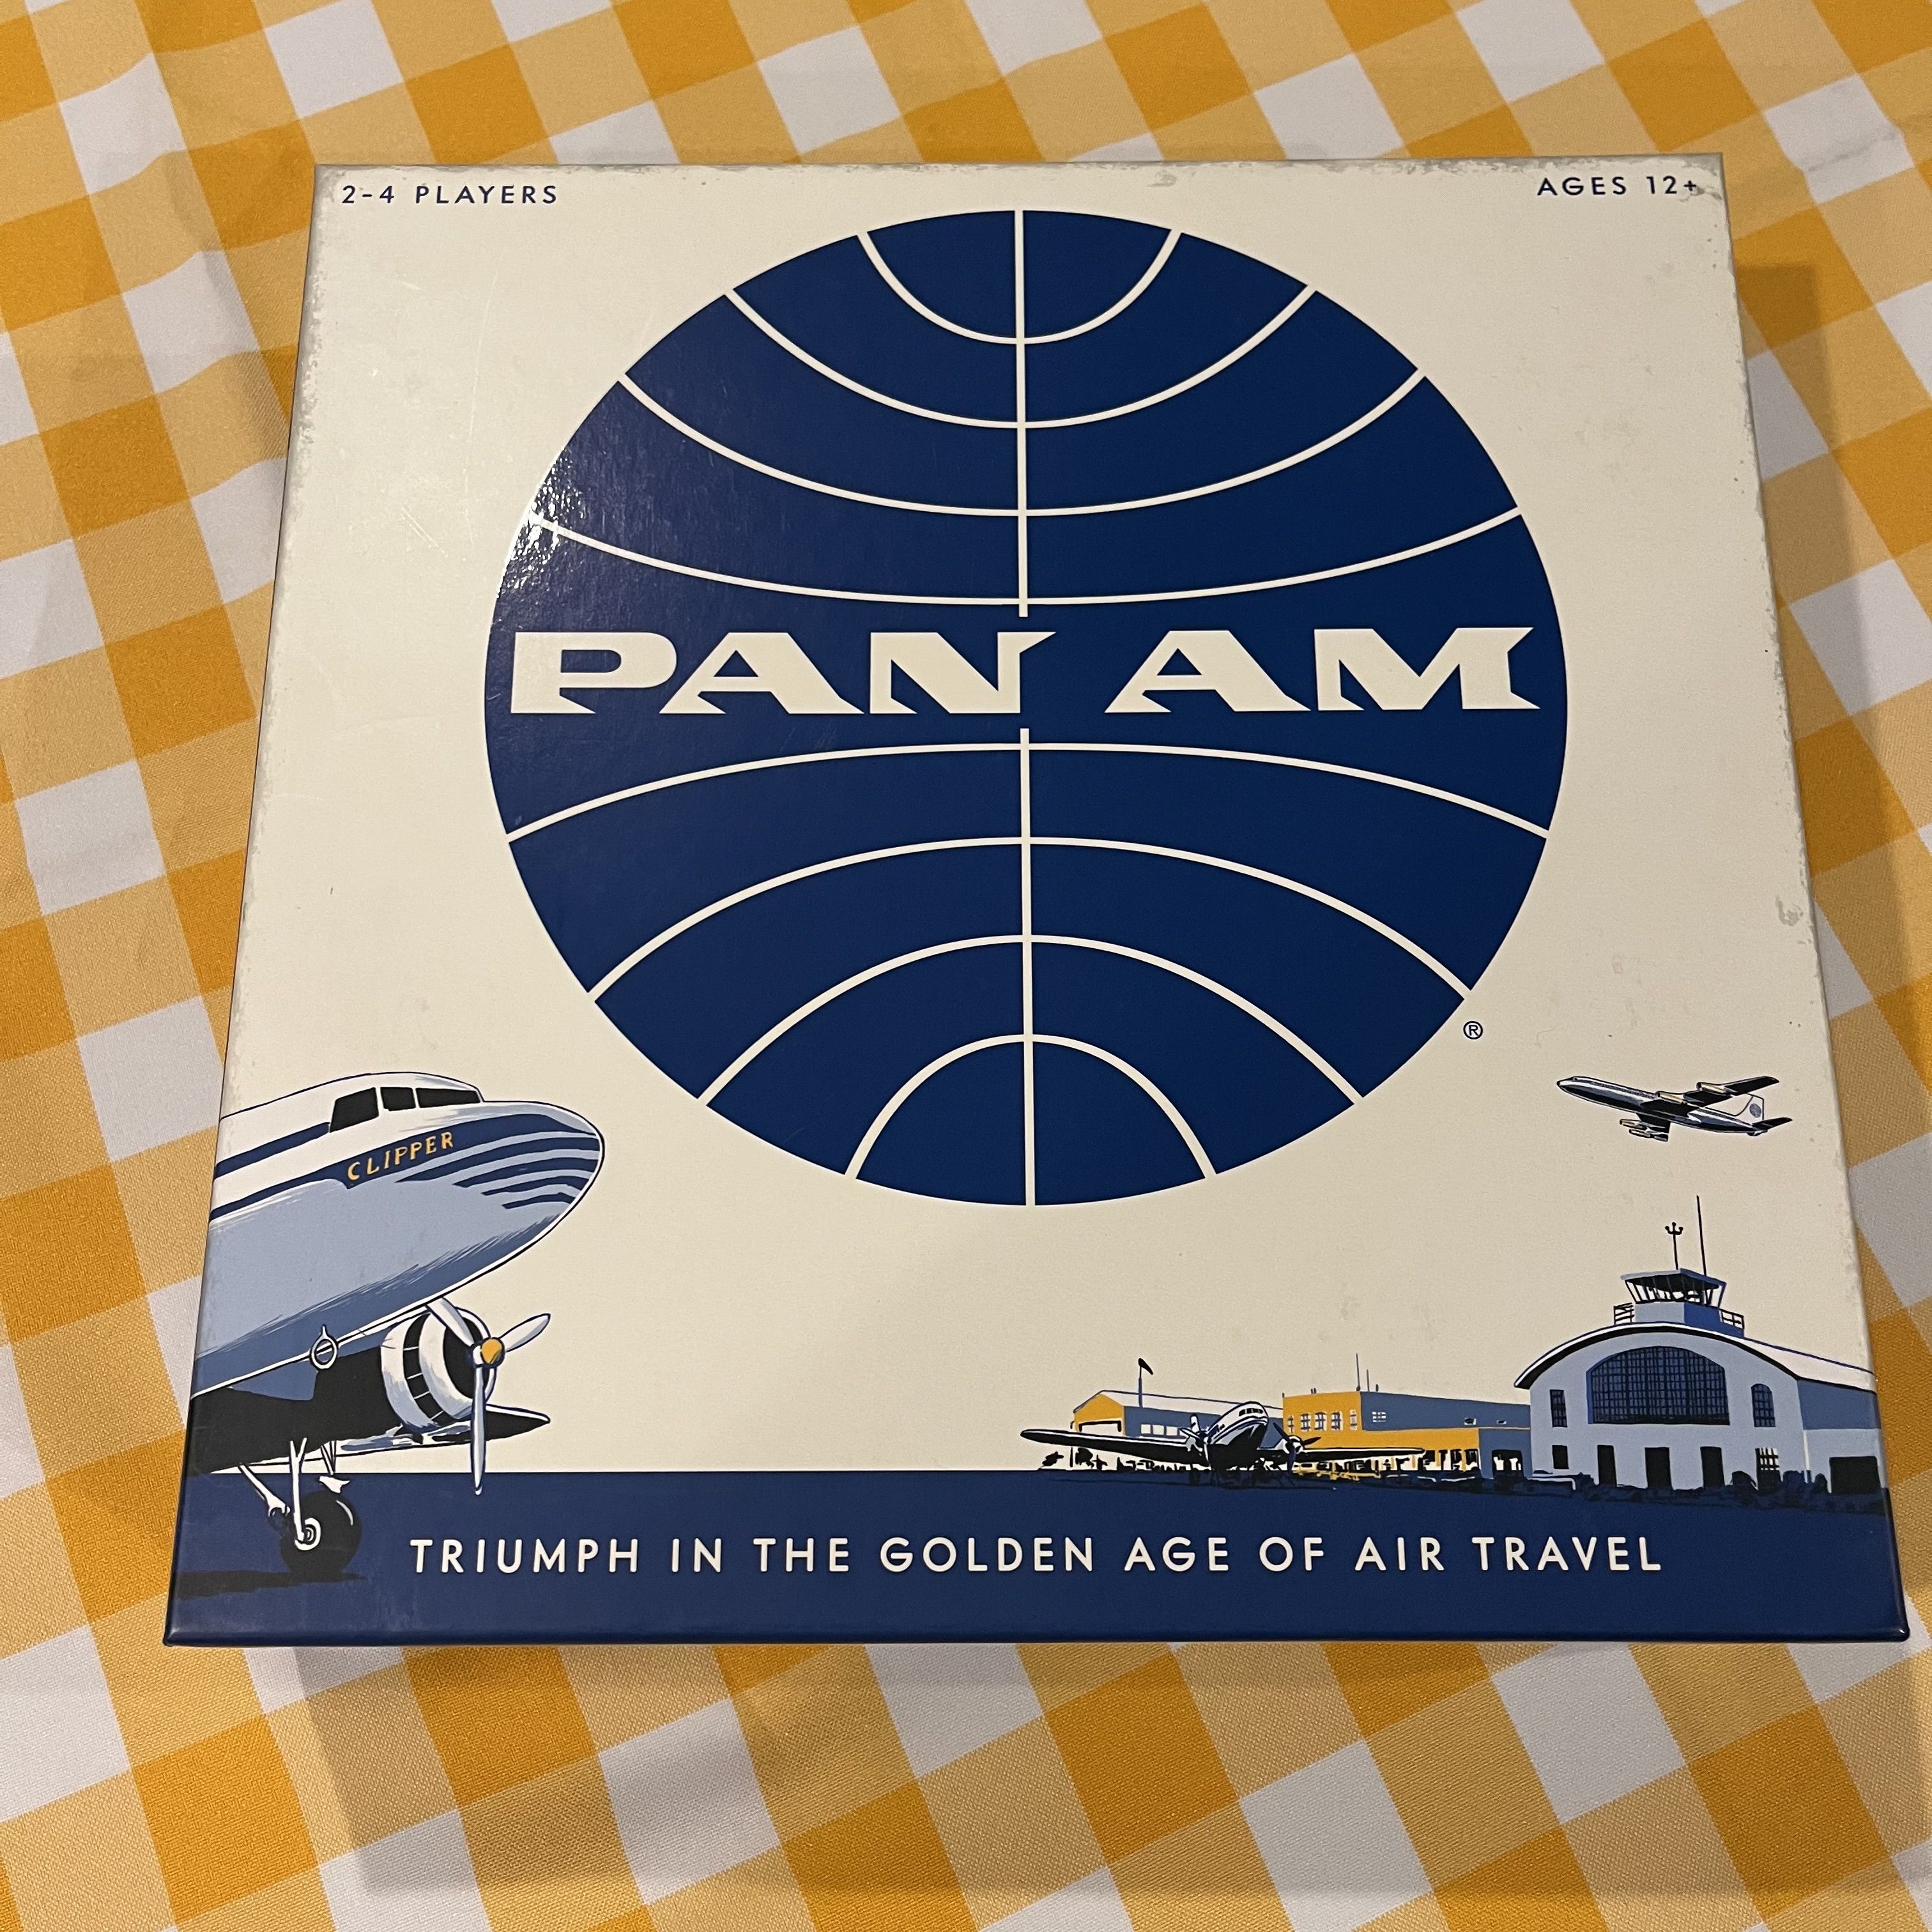 2-4 PLAYERS
AGES 12+
PAN AM
®
CLIPPER
TRIUMPH IN THE GOLDEN AGE OF AIR TRAVEL